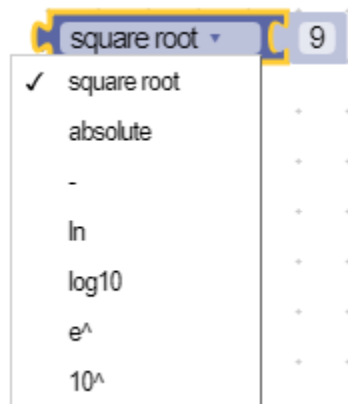 square root ▾ 9
✓ square root
absolute
-
ln
log10
e^
10^